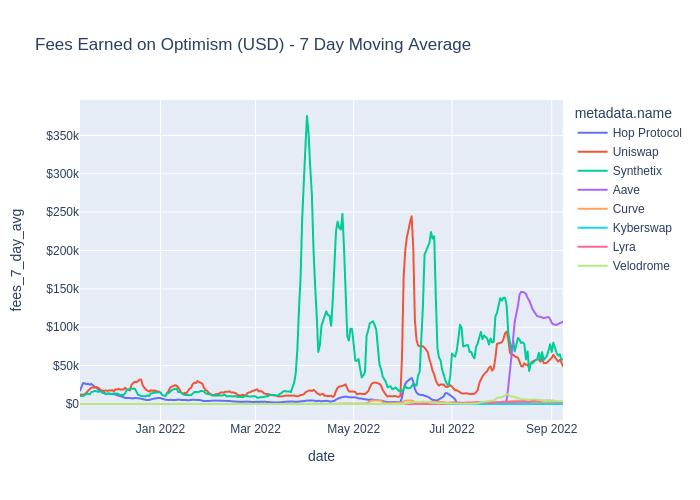 Fees Earned on Optimism (USD) - 7 Day Moving Average
metadata.name
Hop Protocol
Uniswap
Synthetix
Aave
Curve
Kyberswap
Lyra
Velodrome
fees_7_day_avg
$350k
$300k
$250k
$200k
$150k
$100k
$50k
$0
Jan 2022
Mar 2022
May 2022
Jul 2022
Sep 2022
date